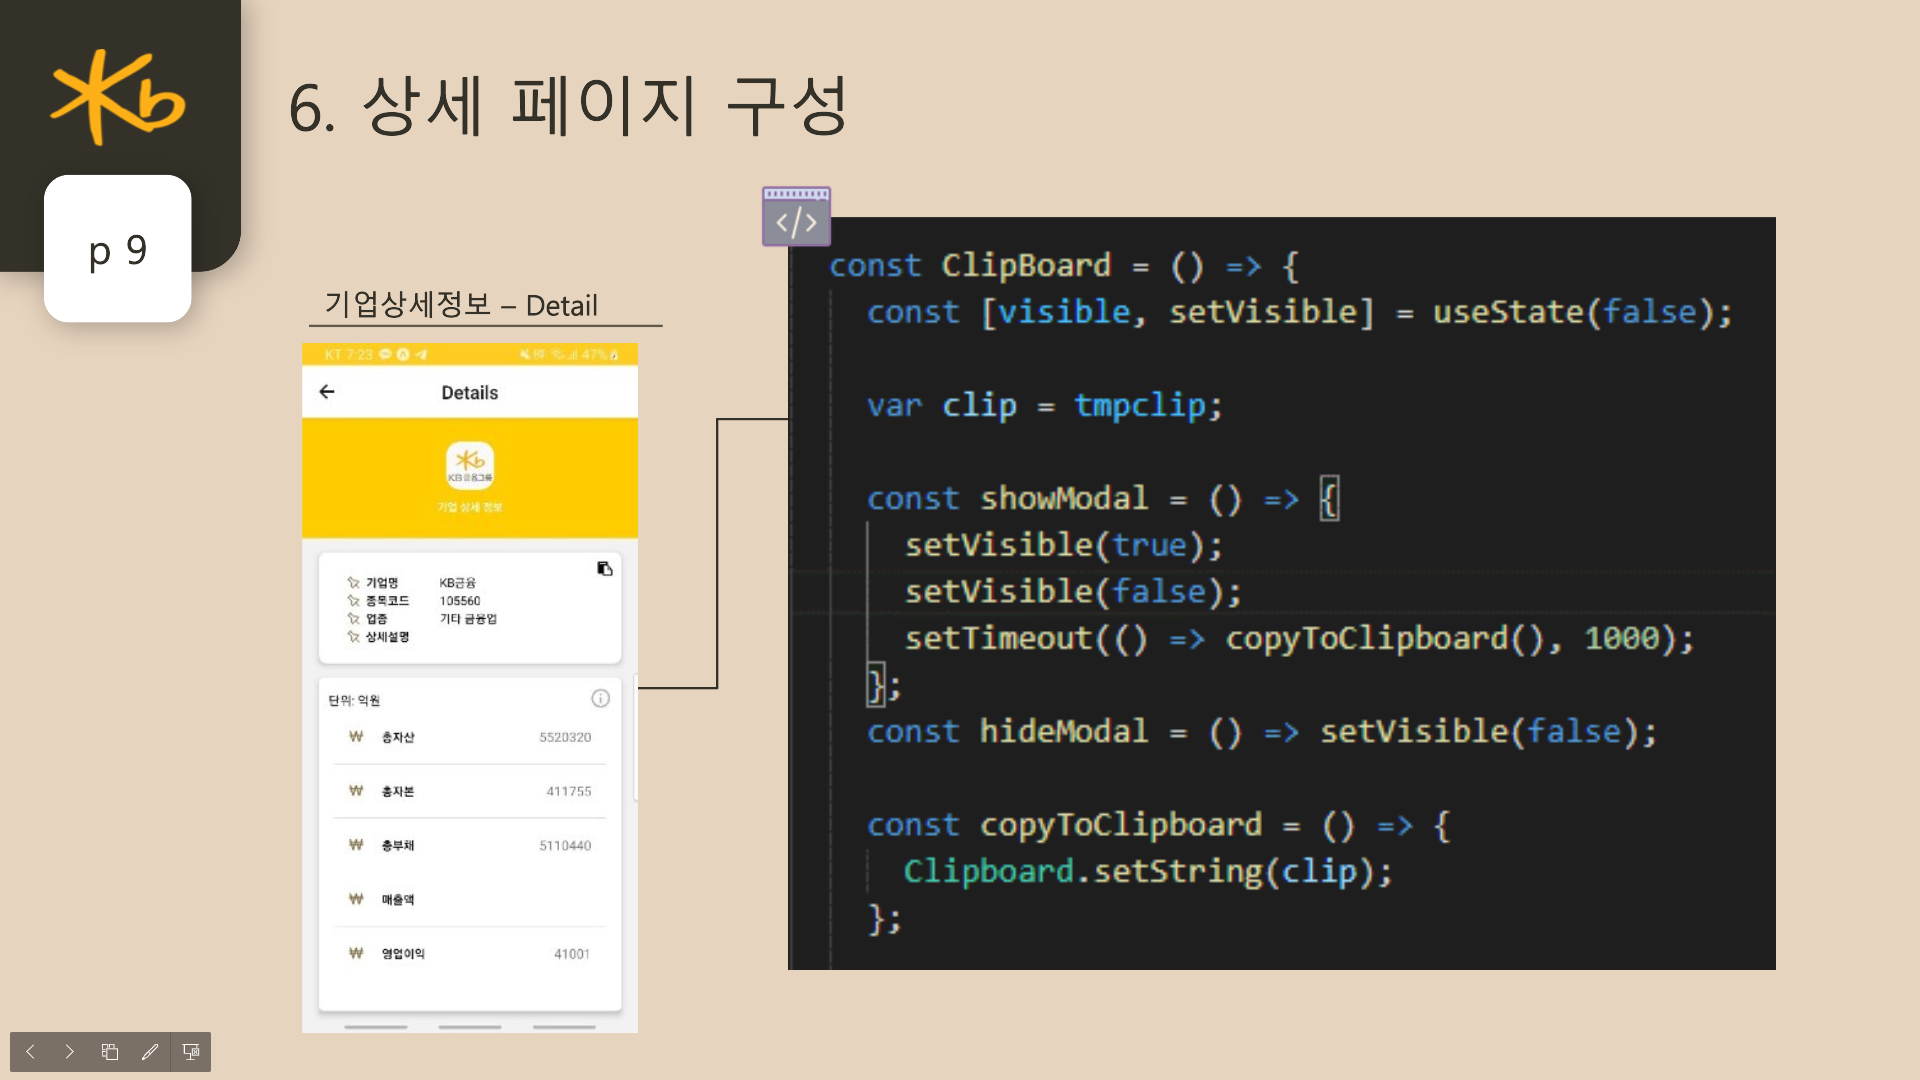 Kb
6. 상세 페이지 구성
p 9
기업상세정보 – Detail
KT 7:23
47%
Details
Kb
KB금융그룹
기업 상세 정보
기업명 KB금융
종목코드 105560
업종 기타 금융업
상세설명
단위: 억원
₩ 총자산 5520320
₩ 총자본 411755
₩ 총부채 5110440
₩ 매출액
₩ 영업이익 41001
</>
const ClipBoard = () => {
const [visible, setVisible] = useState(false);
var clip = tmpclip;
const showModal = () => {
setVisible(true);
setVisible(false);
setTimeout(() => copyToClipboard(), 1000);
};
const hideModal = () => setVisible(false);
const copyToClipboard = () => {
Clipboard.setString(clip);
};